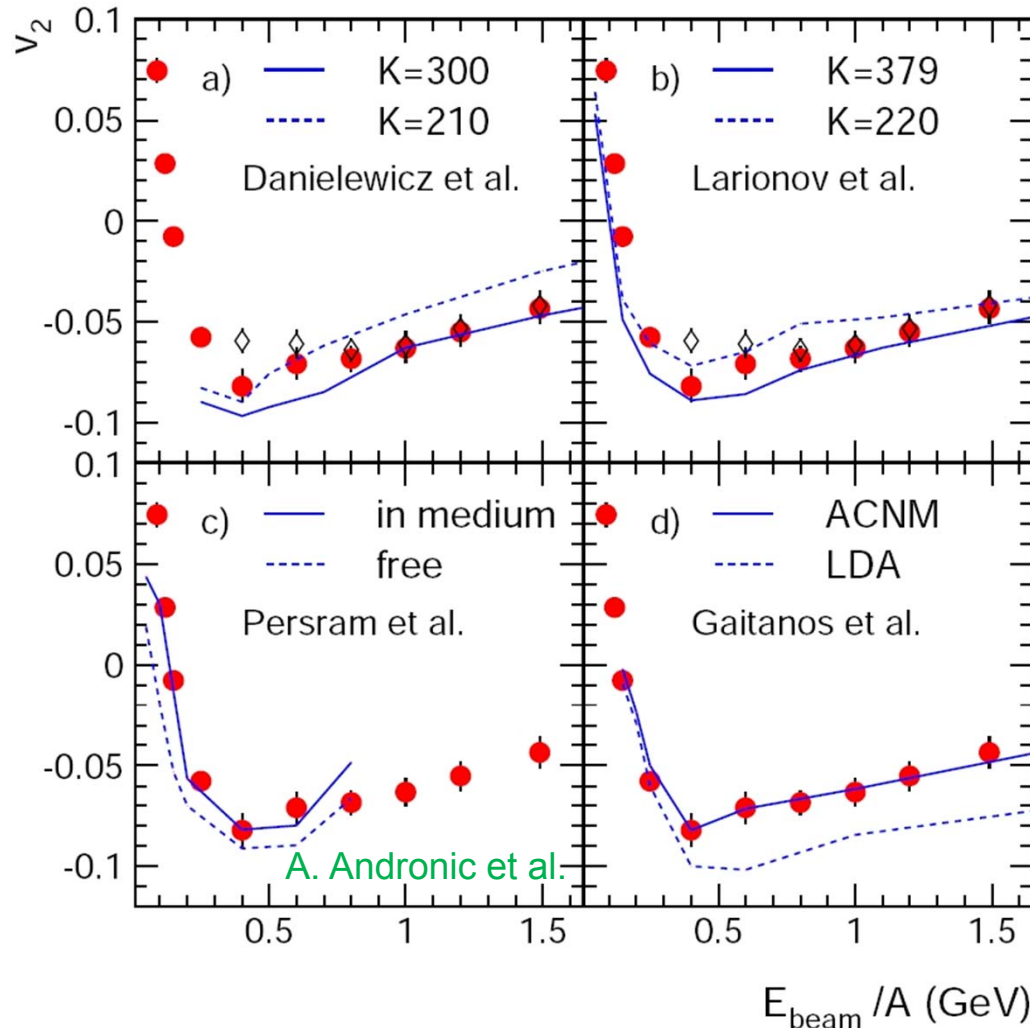 v2
0.1
0.05
0
-0.05
-0.1
a)
K=300
K=210
Danielewicz et al.
b)
K=379
K=220
Larionov et al.
0.1
0.05
0
-0.05
-0.1
c)
in medium
free
Persram et al.
A. Andronic et al.
d)
ACNM
LDA
Gaitanos et al.
0.5
1
1.5
0.5
1
1.5
Ebeam /A (GeV)